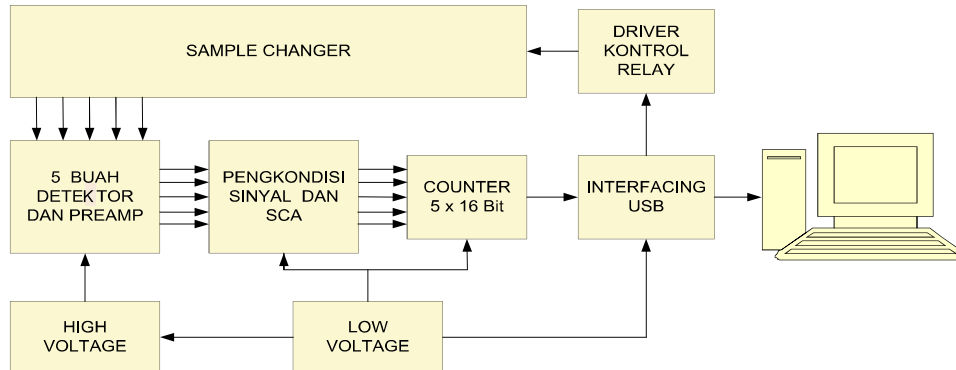 SAMPLE CHANGER
DRIVER
KONTROL
RELAY
5 BUAH
DETEKTOR
DAN PREAMP
PENGKONDISI
SINYAL DAN
SCA
COUNTER
5 x 16 Bit
INTERFACING
USB
HIGH
VOLTAGE
LOW
VOLTAGE